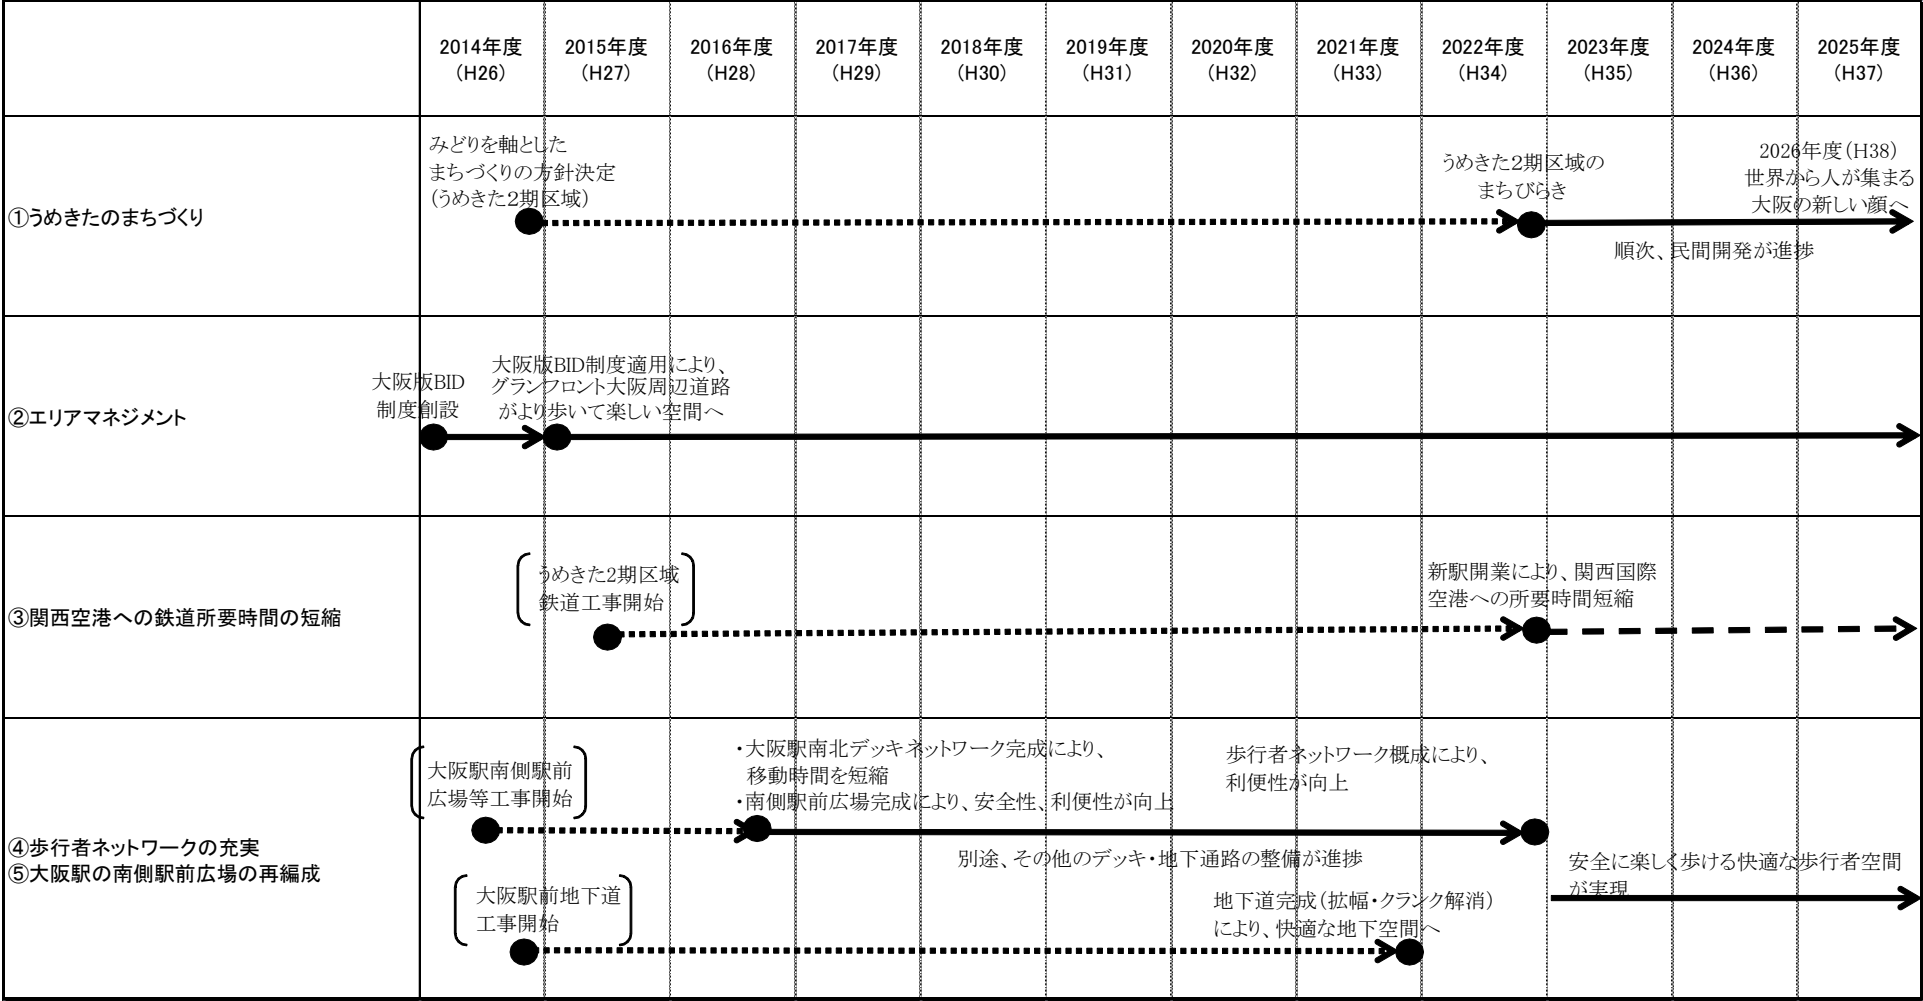 2014年度
（H26）
2015年度
（H27）
2016年度
（H28）
2017年度
（H29）
2018年度
（H30）
2019年度
（H31）
2020年度
（H32）
2021年度
（H33）
2022年度
（H34）
2023年度
（H35）
2024年度
（H36）
2025年度
（H37）
①うめきたのまちづくり
みどりを軸とした
まちづくりの方針決定
（うめきた２期区域）
うめきた2期区域の
まちびらき
2026年度（H38）
世界から人が集まる
大阪の新しい顔へ
順次、民間開発が進捗
②エリアマネジメント
大阪版BID
制度創設
大阪版BID制度適用により、
グランフロント大阪周辺道路
がより歩いて楽しい空間へ
③関西空港への鉄道所要時間の短縮
うめきた2期区域
鉄道工事開始
新駅開業により、関西国際
空港への所要時間短縮
④歩行者ネットワークの充実
⑤大阪駅の南側駅前広場の再編成
大阪駅南側駅前
広場等工事開始
・大阪駅南北デッキネットワーク完成により、
移動時間を短縮
・南側駅前広場完成により、安全性、利便性が向上
歩行者ネットワーク概成により、
利便性が向上
別途、その他のデッキ・地下通路の整備が進捗
大阪駅前地下道
工事開始
地下道完成（拡幅・クランク解消）
により、快適な地下空間へ
安全に楽しく歩ける快適な歩行者空間
が実現